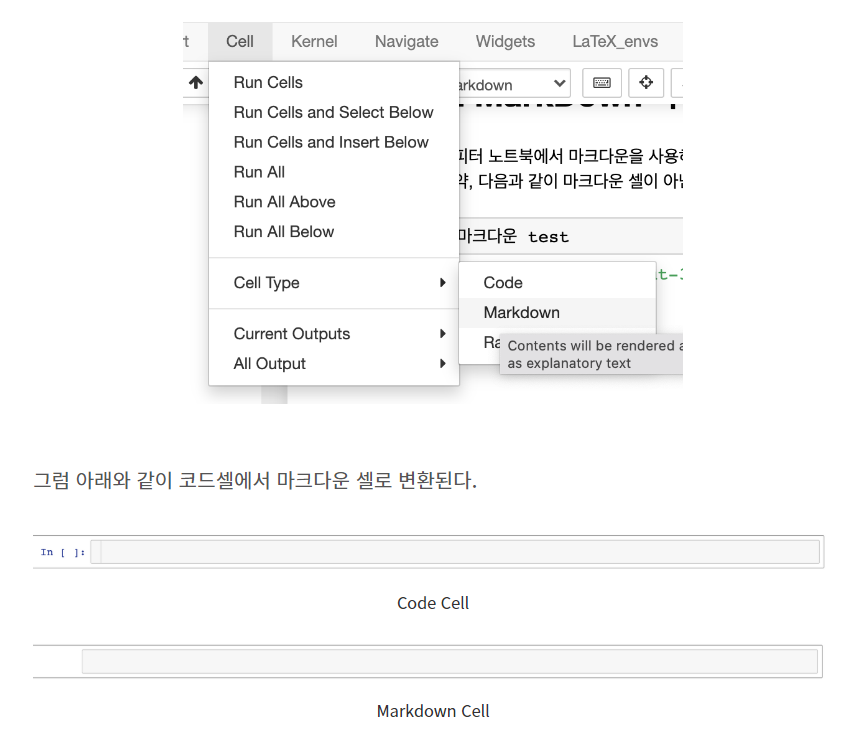 Cell Kernel Navigate Widgets LaTeX_envs
Run Cells
Run Cells and Select Below
Run Cells and Insert Below
Run All
Run All Above
Run All Below
Cell Type
Current Outputs
All Output
arkdown
피터 노트북에서 마크다운을
약, 다음과 같이 마크다운 셀이
마크다운 test
Code
Markdown
Ra
Contents will be rendered
as explanatory text
그럼 아래와 같이 코드셀에서 마크다운 셀로 변환된다.
In [ ]:
Code Cell
Markdown Cell